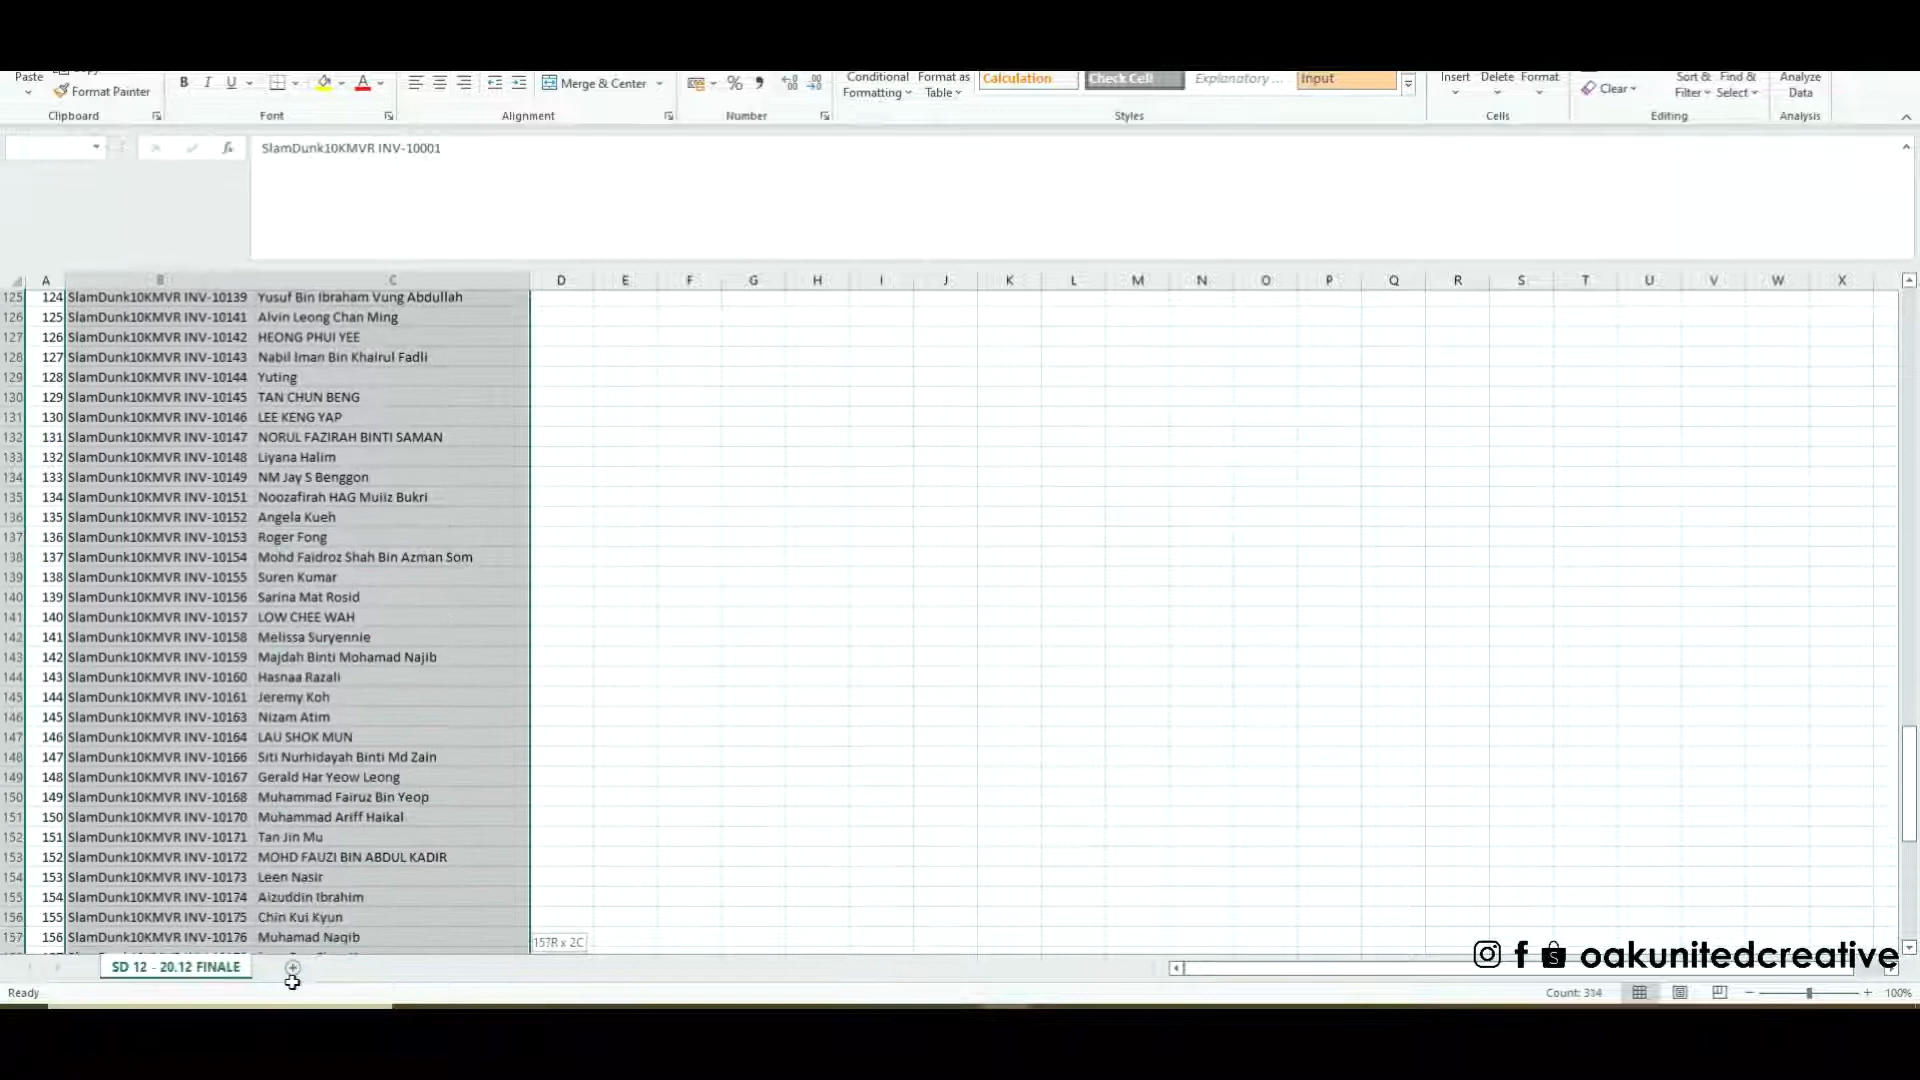 Paste
Format Painter
B I U A
Merge & Center
%
Conditional Formatting
Format as Table
Calculation
Check Cell
Explanatory ...
Input
Insert Delete Format
Clear
Sort & Filter
Find & Select
Analyze Data
Clipboard Font Alignment Number Styles Cells Editing Analysis
fx SlamDunk10KMVR INV-10001
A B C D E F G H I J K L M N O P Q R S T U V W X
125 124 SlamDunk10KMVR INV-10139 Yusuf Bin Ibraham Vung Abdullah
126 125 SlamDunk10KMVR INV-10141 Alvin Leong Chan Ming
127 126 SlamDunk10KMVR INV-10142 HEONG PHUI YEE
128 127 SlamDunk10KMVR INV-10143 Nabil Iman Bin Khairul Fadli
129 128 SlamDunk10KMVR INV-10144 Yuting
130 129 SlamDunk10KMVR INV-10145 TAN CHUN BENG
131 130 SlamDunk10KMVR INV-10146 LEE KENG YAP
132 131 SlamDunk10KMVR INV-10147 NORUL FAZIRAH BINTI SAMAN
133 132 SlamDunk10KMVR INV-10148 Liyana Halim
134 133 SlamDunk10KMVR INV-10149 NM Jay S Benggon
135 134 SlamDunk10KMVR INV-10151 Noozafirah HAG Muiiz Bukri
136 135 SlamDunk10KMVR INV-10152 Angela Kueh
137 136 SlamDunk10KMVR INV-10153 Roger Fong
138 137 SlamDunk10KMVR INV-10154 Mohd Faidroz Shah Bin Azman Som
139 138 SlamDunk10KMVR INV-10155 Suren Kumar
140 139 SlamDunk10KMVR INV-10156 Sarina Mat Rosid
141 140 SlamDunk10KMVR INV-10157 LOW CHEE WAH
142 141 SlamDunk10KMVR INV-10158 Melissa Suryennie
143 142 SlamDunk10KMVR INV-10159 Majdah Binti Mohamad Najib
144 143 SlamDunk10KMVR INV-10160 Hasnaa Razali
145 144 SlamDunk10KMVR INV-10161 Jeremy Koh
146 145 SlamDunk10KMVR INV-10163 Nizam Atim
147 146 SlamDunk10KMVR INV-10164 LAU SHOK MUN
148 147 SlamDunk10KMVR INV-10166 Siti Nurhidayah Binti Md Zain
149 148 SlamDunk10KMVR INV-10167 Gerald Har Yeow Leong
150 149 SlamDunk10KMVR INV-10168 Muhammad Fairuz Bin Yeop
151 150 SlamDunk10KMVR INV-10170 Muhammad Ariff Haikal
152 151 SlamDunk10KMVR INV-10171 Tan Jin Mu
153 152 SlamDunk10KMVR INV-10172 MOHD FAUZI BIN ABDUL KADIR
154 153 SlamDunk10KMVR INV-10173 Leen Nasir
155 154 SlamDunk10KMVR INV-10174 Aizuddin Ibrahim
156 155 SlamDunk10KMVR INV-10175 Chin Kui Kyun
157 156 SlamDunk10KMVR INV-10176 Muhamad Naqib
157R x 2C
f oakunitedcreative
SD 12 - 20.12 FINALE
Ready
Count: 314
100%